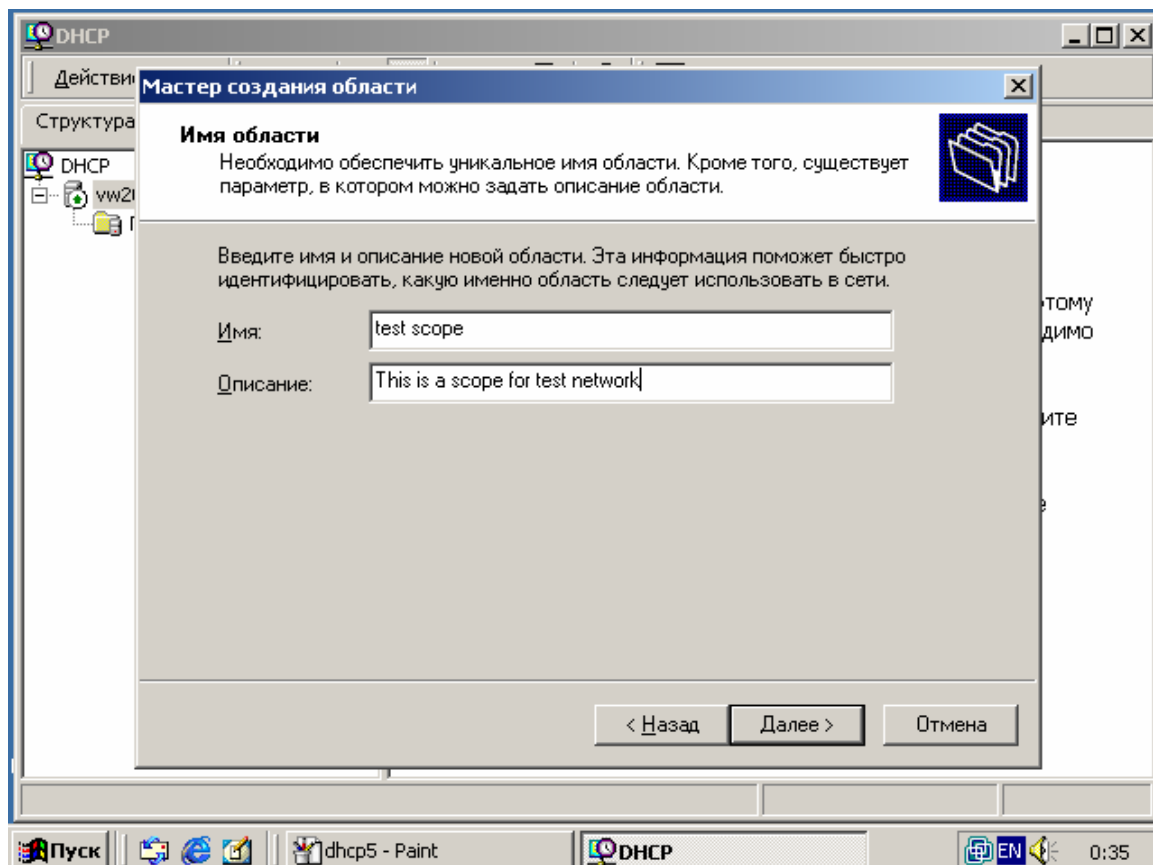 DHCP
Мастер создания области
Структура
DHCP
Имя области
Необходимо обеспечить уникальное имя области. Кроме того, существует
параметр, в котором можно задать описание области.
Введите имя и описание новой области. Эта информация поможет быстро
идентифицировать, какую именно область следует использовать в сети.
Имя: test scope
Описание: This is a scope for test network
< Назад Далее > Отмена
Пуск dhcp5 - Paint DHCP EN 0:35